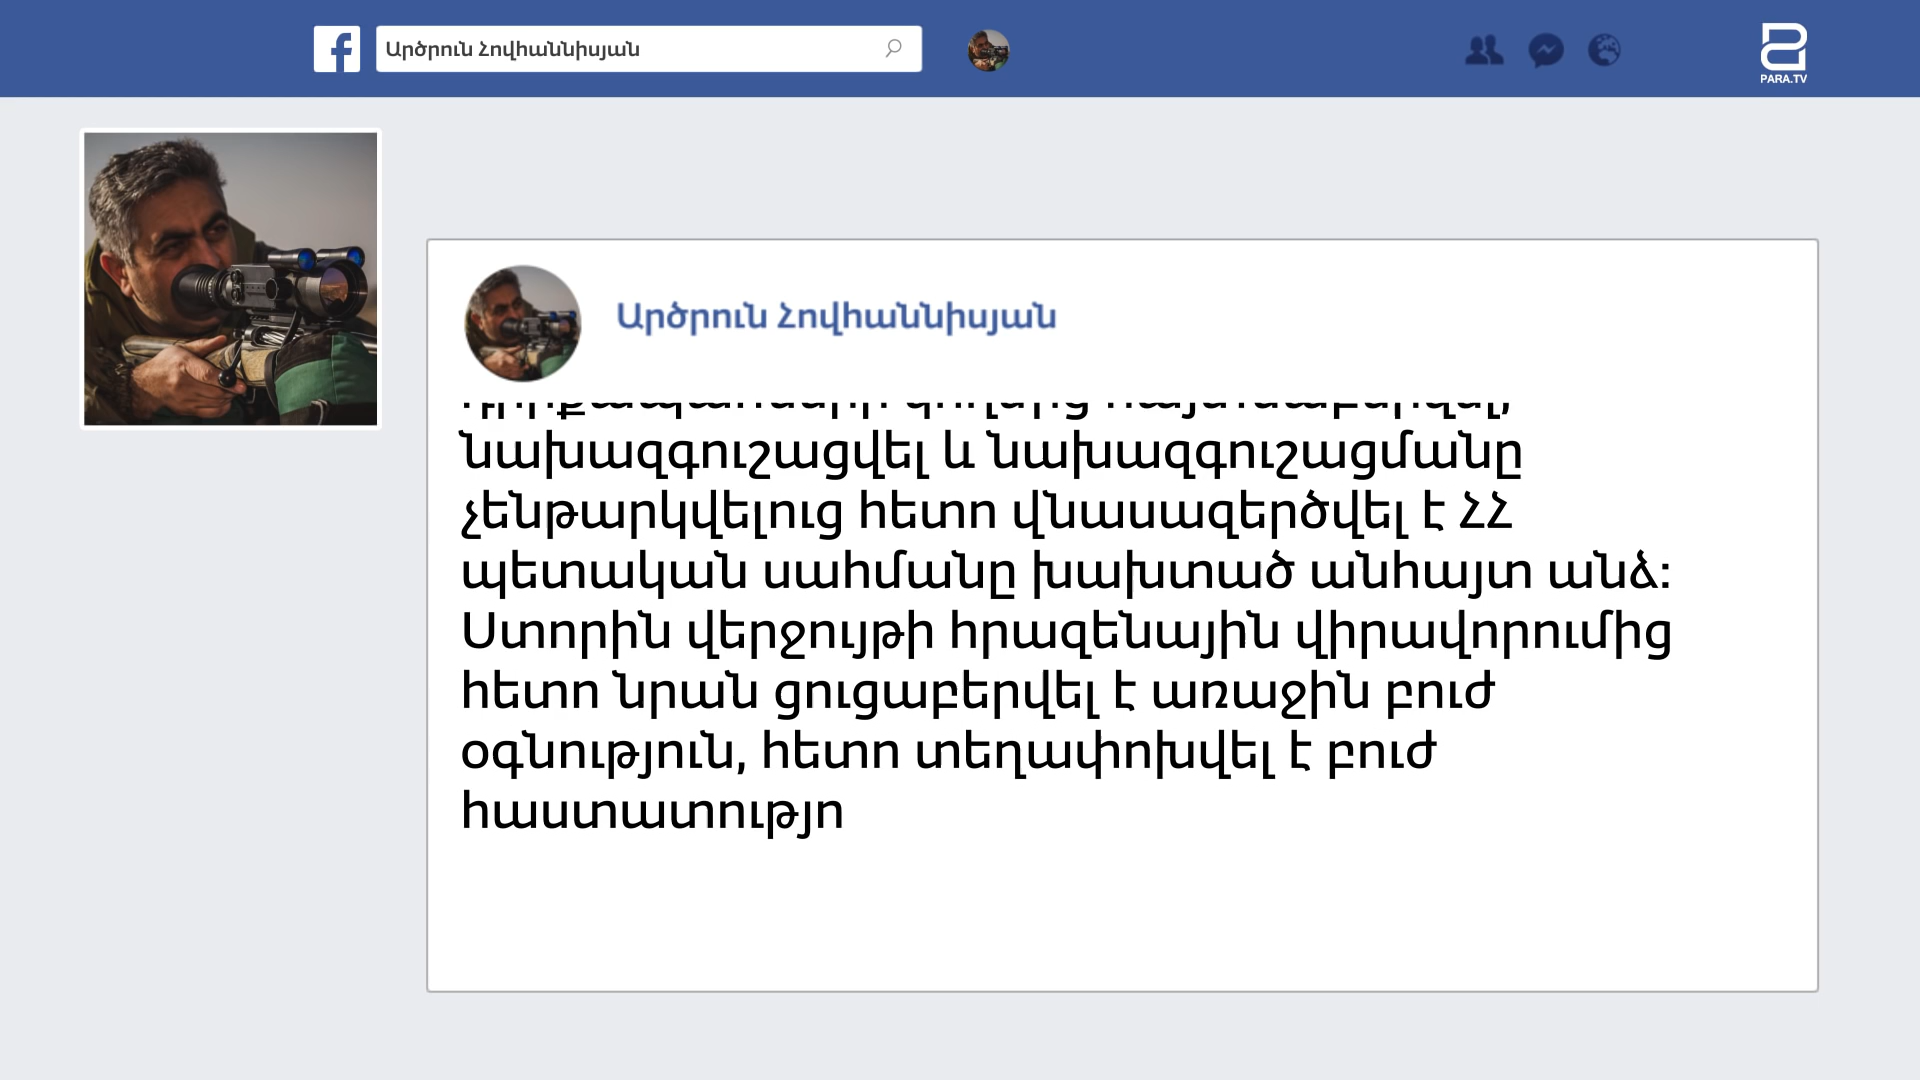 Արծրուն Հովհաննիսյան
PARA.TV
Արծրուն Հովհաննիսյան
նախազգուշացվել և նախազգուշացմանը
չենթարկվելուց հետո վնասազերծվել է ՀՀ
պետական սահմանը խախտած անհայտ անձ:
Ստորին վերջույթի հրազենային վիրավորումից
հետո նրան ցուցաբերվել է առաջին բուժ
օգնություն, հետո տեղափոխվել է բուժ
հաստատությո